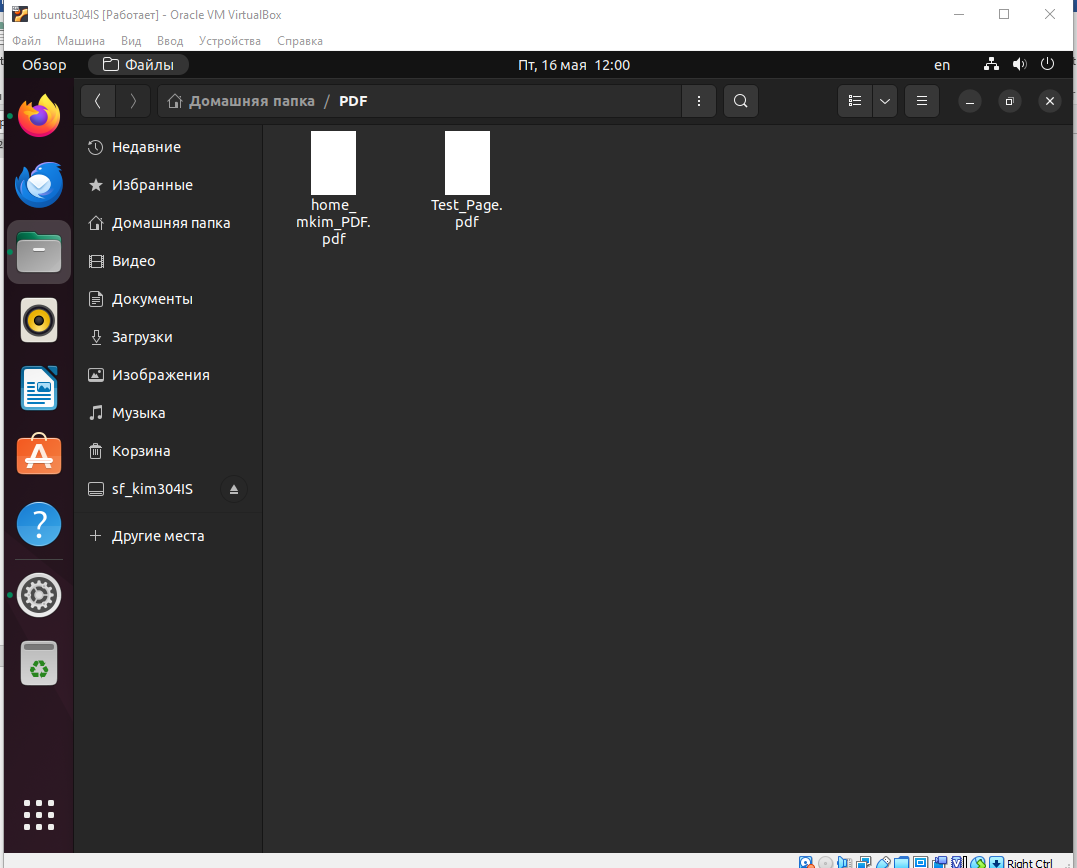 ubuntu304IS [Работает] - Oracle VM VirtualBox
Файл Машина Вид Ввод Устройства Справка
Обзор Файлы Пт, 16 мая 12:00 en
Домашняя папка / PDF
Недавние
Избранные
Домашняя папка
Видео
Документы
Загрузки
Изображения
Музыка
Корзина
sf_kim304IS
Другие места
home_
mkim_PDF.
pdf
Test_Page.
pdf
Right Ctrl